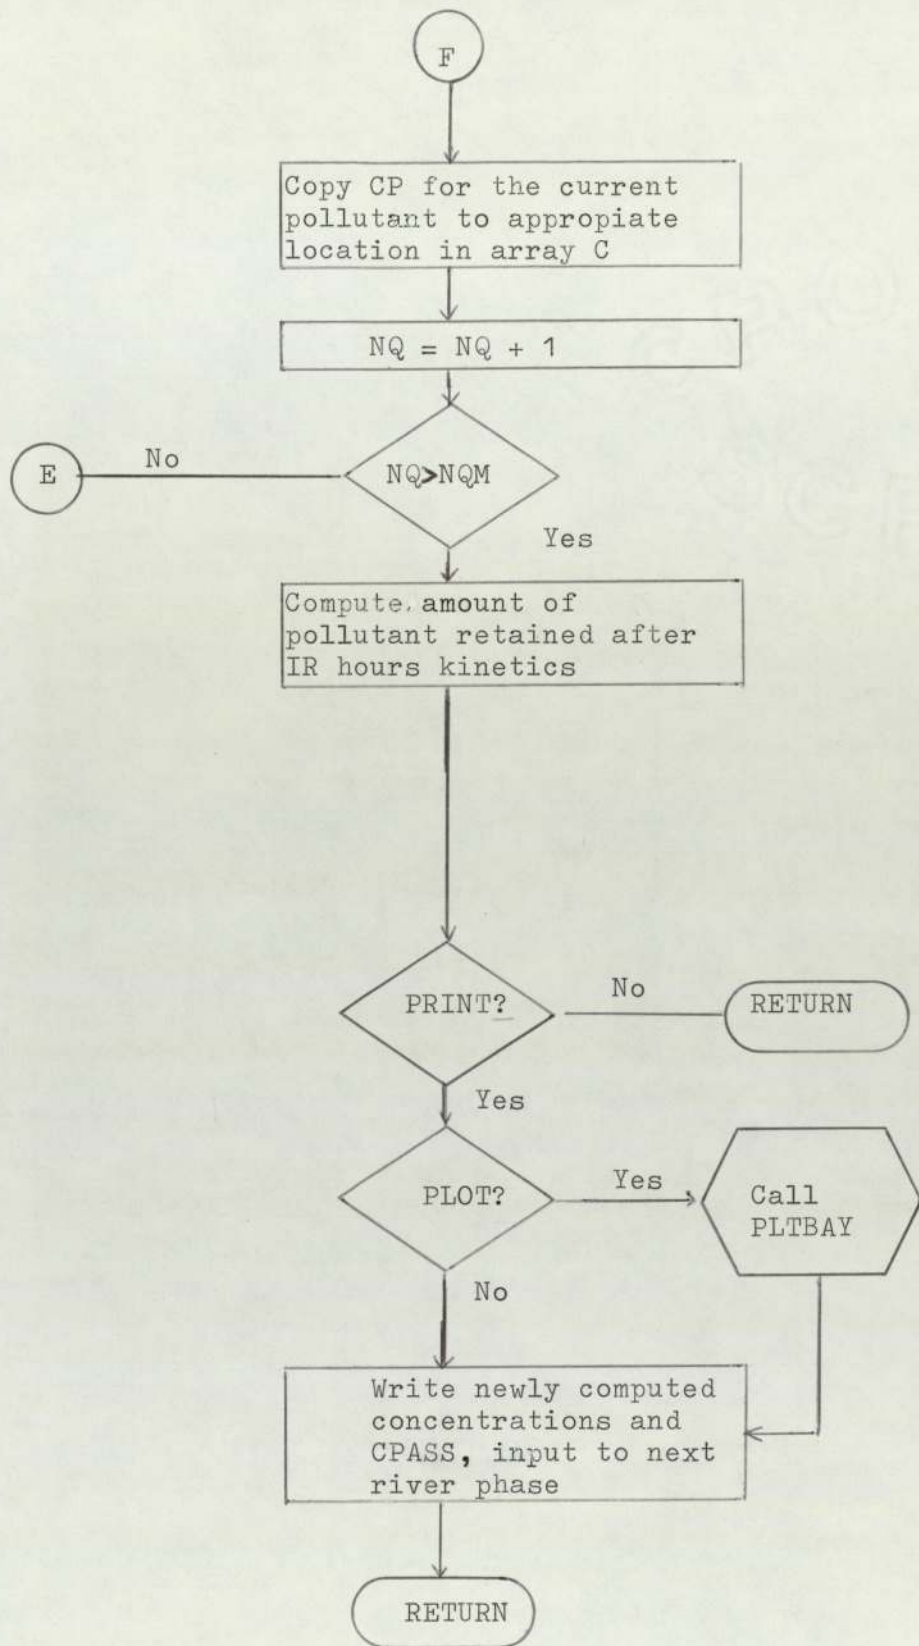 F
Copy CP for the current
pollutant to appropiate
location in array C
NQ = NQ + 1
E
No
NQ>NQM
Yes
Compute amount of
pollutant retained after
IR hours kinetics
PRINT?
No
RETURN
Yes
PLOT?
Yes
Call
PLTBAY
No
Write newly computed
concentrations and
CPASS, input to next
river phase
RETURN